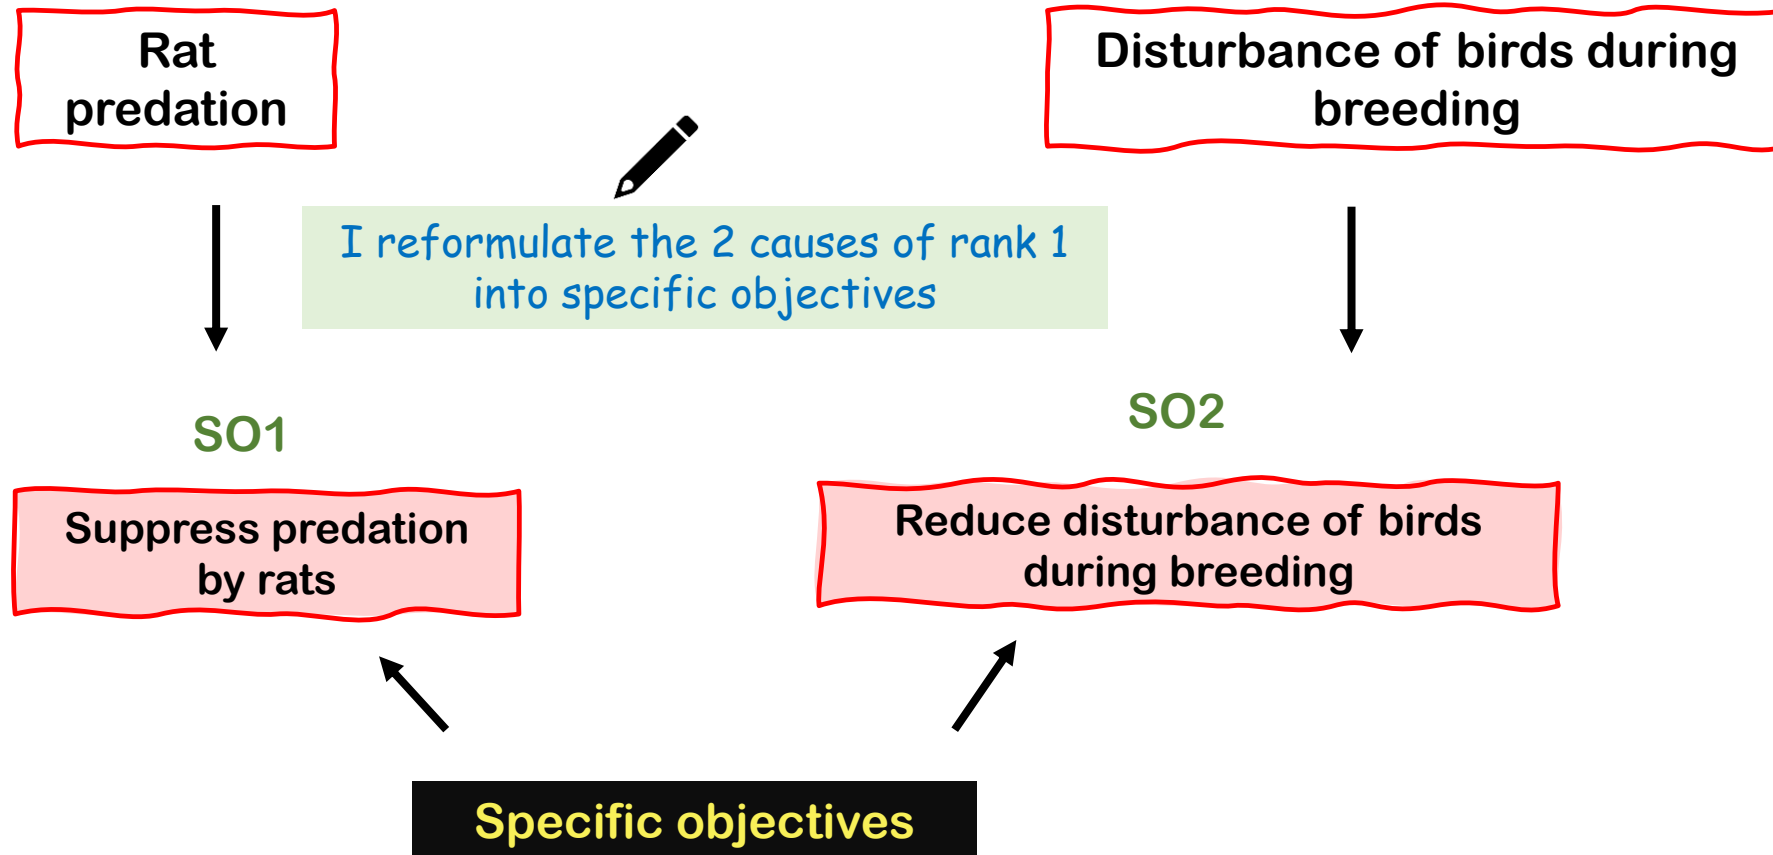 Rat
predation
Disturbance of birds during
breeding
I reformulate the 2 causes of rank 1
into specific objectives
SO1
SO2
Suppress predation
by rats
Reduce disturbance of birds
during breeding
Specific objectives